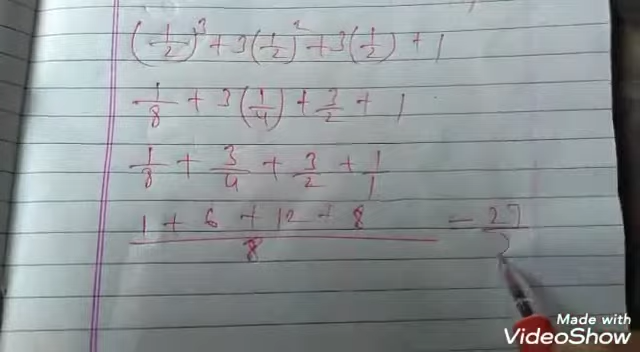 (1/2)³ + 3(1/2)² + 3(1/2) + 1
1/8 + 3(1/4) + 3/2 + 1
1/8 + 3/4 + 3/2 + 1/1
1 + 6 + 12 + 8 / 8 = 27/
Made with
VideoShow